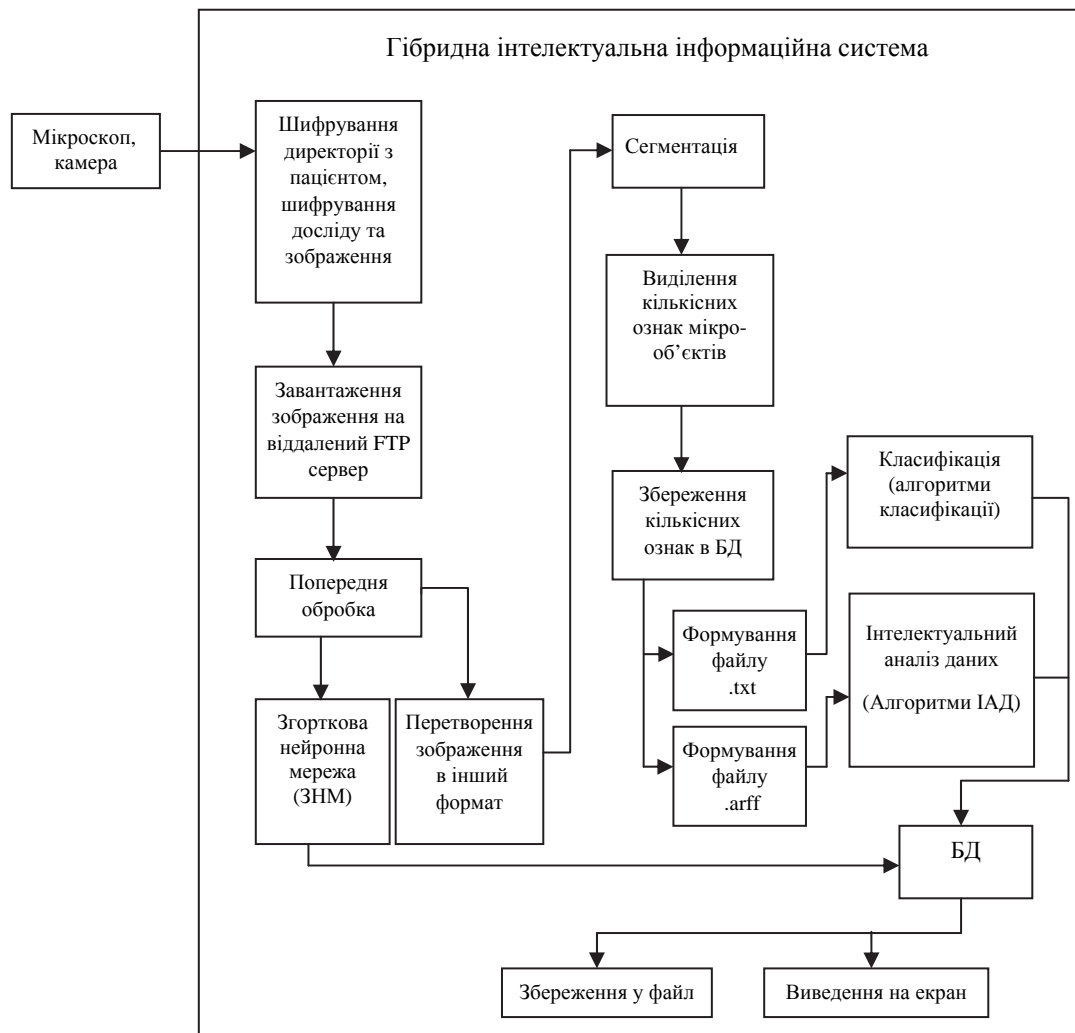 Гібридна інтелектуальна інформаційна система
Мікроскоп,
камера
Шифрування
директорії з
пацієнтом,
шифрування
досліду та
зображення
Завантаження
зображення на
віддалений FTP
сервер
Попередня
обробка
Згорткова
нейронна
мережа
(ЗНМ)
Перетворення
зображення
в інший
формат
Сегментація
Виділення
кількісних
ознак мікро-
об’єктів
Збереження
кількісних
ознак в БД
Формування
файлу
.txt
Формування
файлу
.arff
Класифікація
(алгоритми
класифікації)
Інтелектуальний
аналіз даних
(Алгоритми ІАД)
БД
Збереження у файл
Виведення на екран